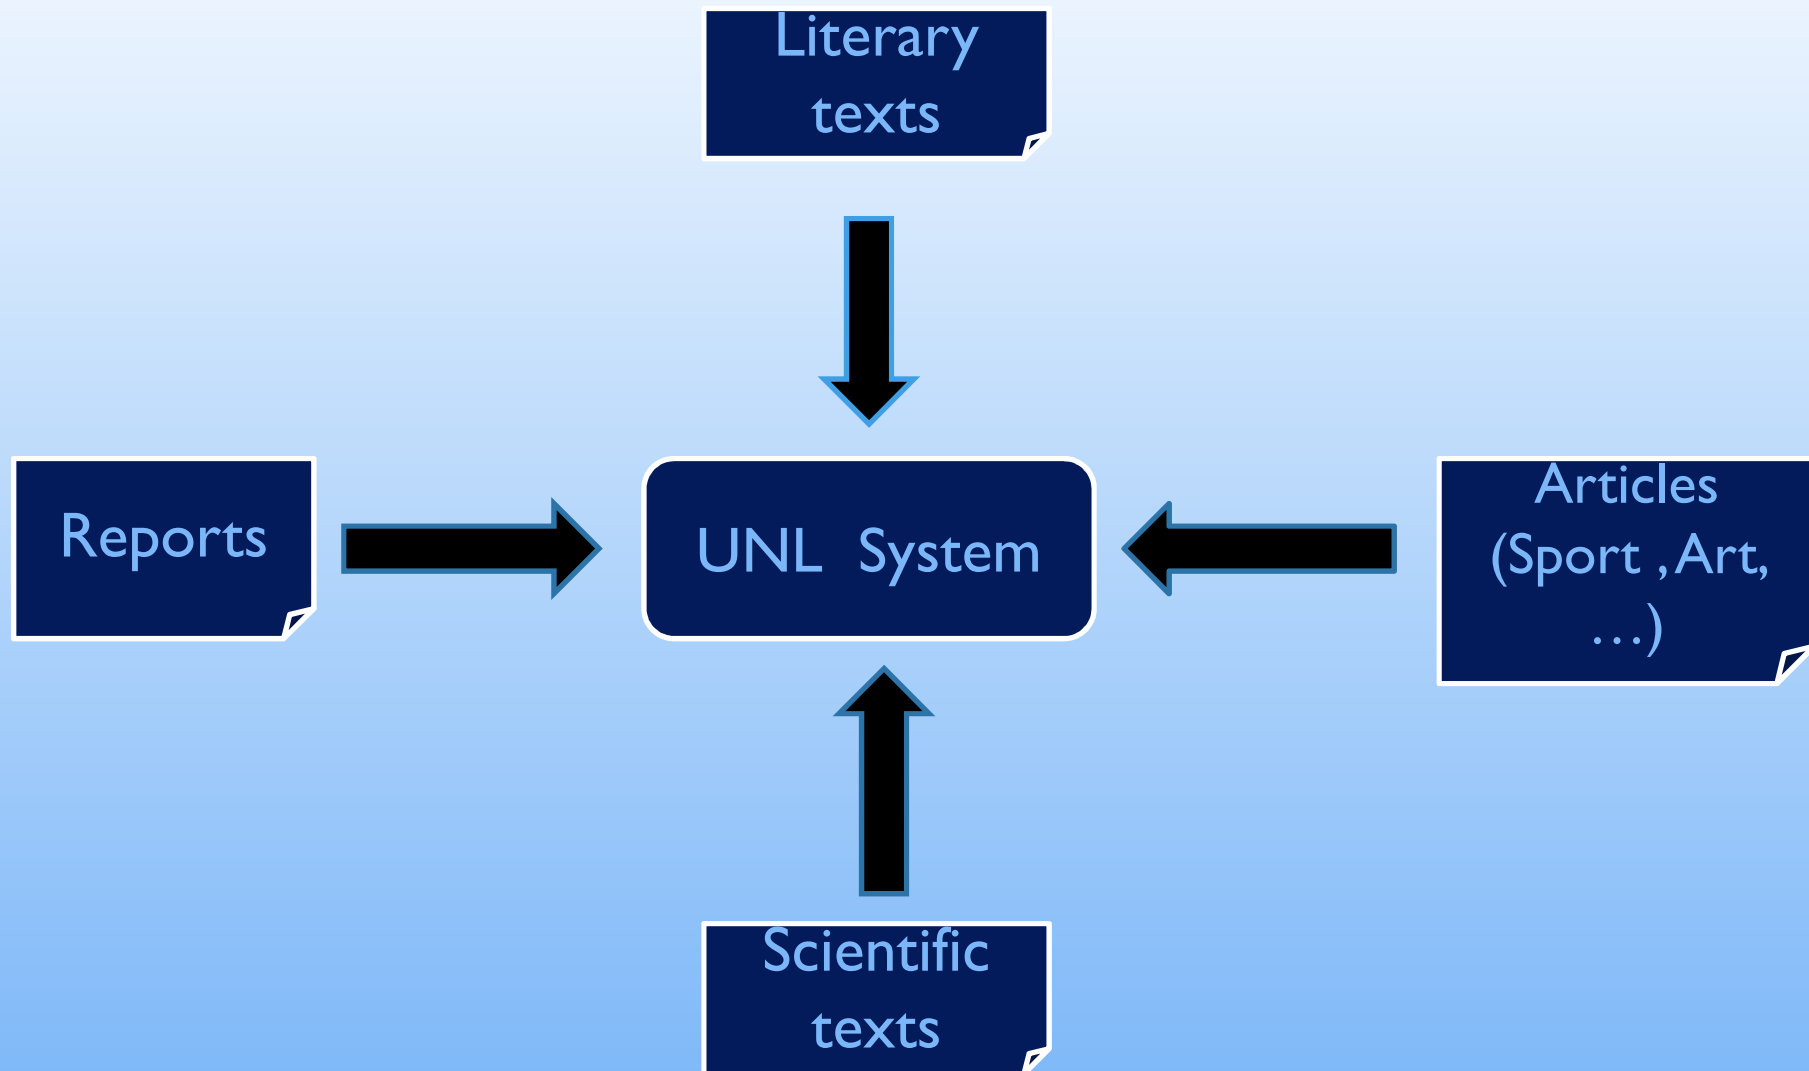 Literary
texts
Reports
UNL System
Articles
(Sport , Art,
…)
Scientific
texts